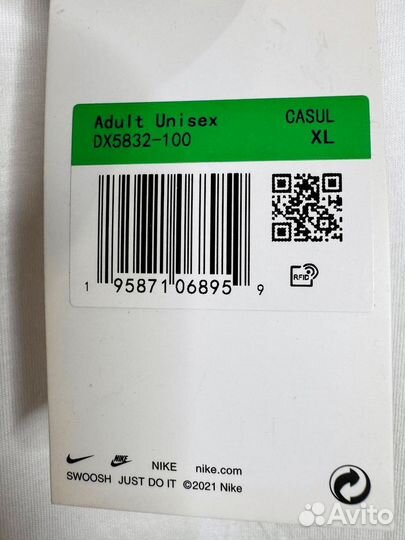 Adult Unisex CASUL
DX5832-100 XL
1 95871 06895 9
RFID
NIKE nike.com
SWOOSH JUST DO IT ©2021 Nike
Avito